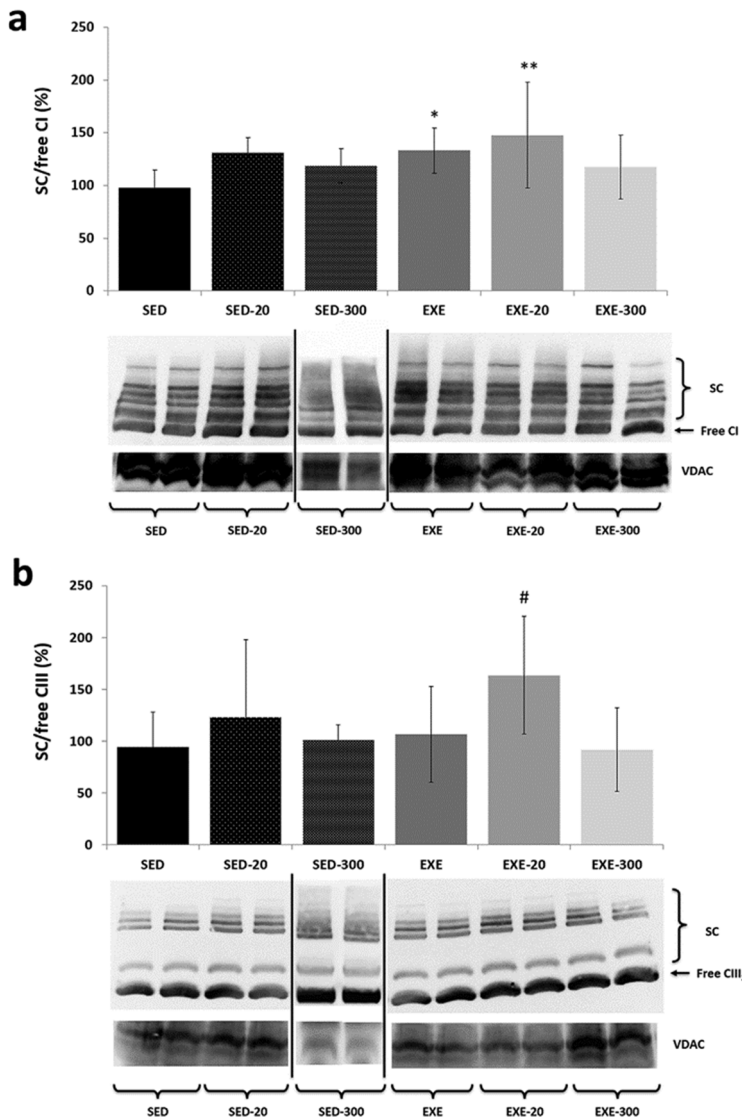 a
SC/free CI (%)
250
200
150
100
50
0
*
**
SED SED-20 SED-300 EXE EXE-20 EXE-300
SC
Free CI
VDAC
SED SED-20 SED-300 EXE EXE-20 EXE-300
b
SC/free CIII (%)
250
200
150
100
50
0
#
SED SED-20 SED-300 EXE EXE-20 EXE-300
SC
Free CIII
VDAC
SED SED-20 SED-300 EXE EXE-20 EXE-300